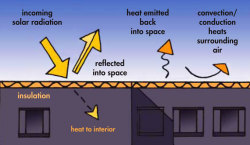 incoming
solar radiation
reflected
into space
heat emitted
back
into space
convection/
conduction
heats
surrounding
air
insulation
heat to interior